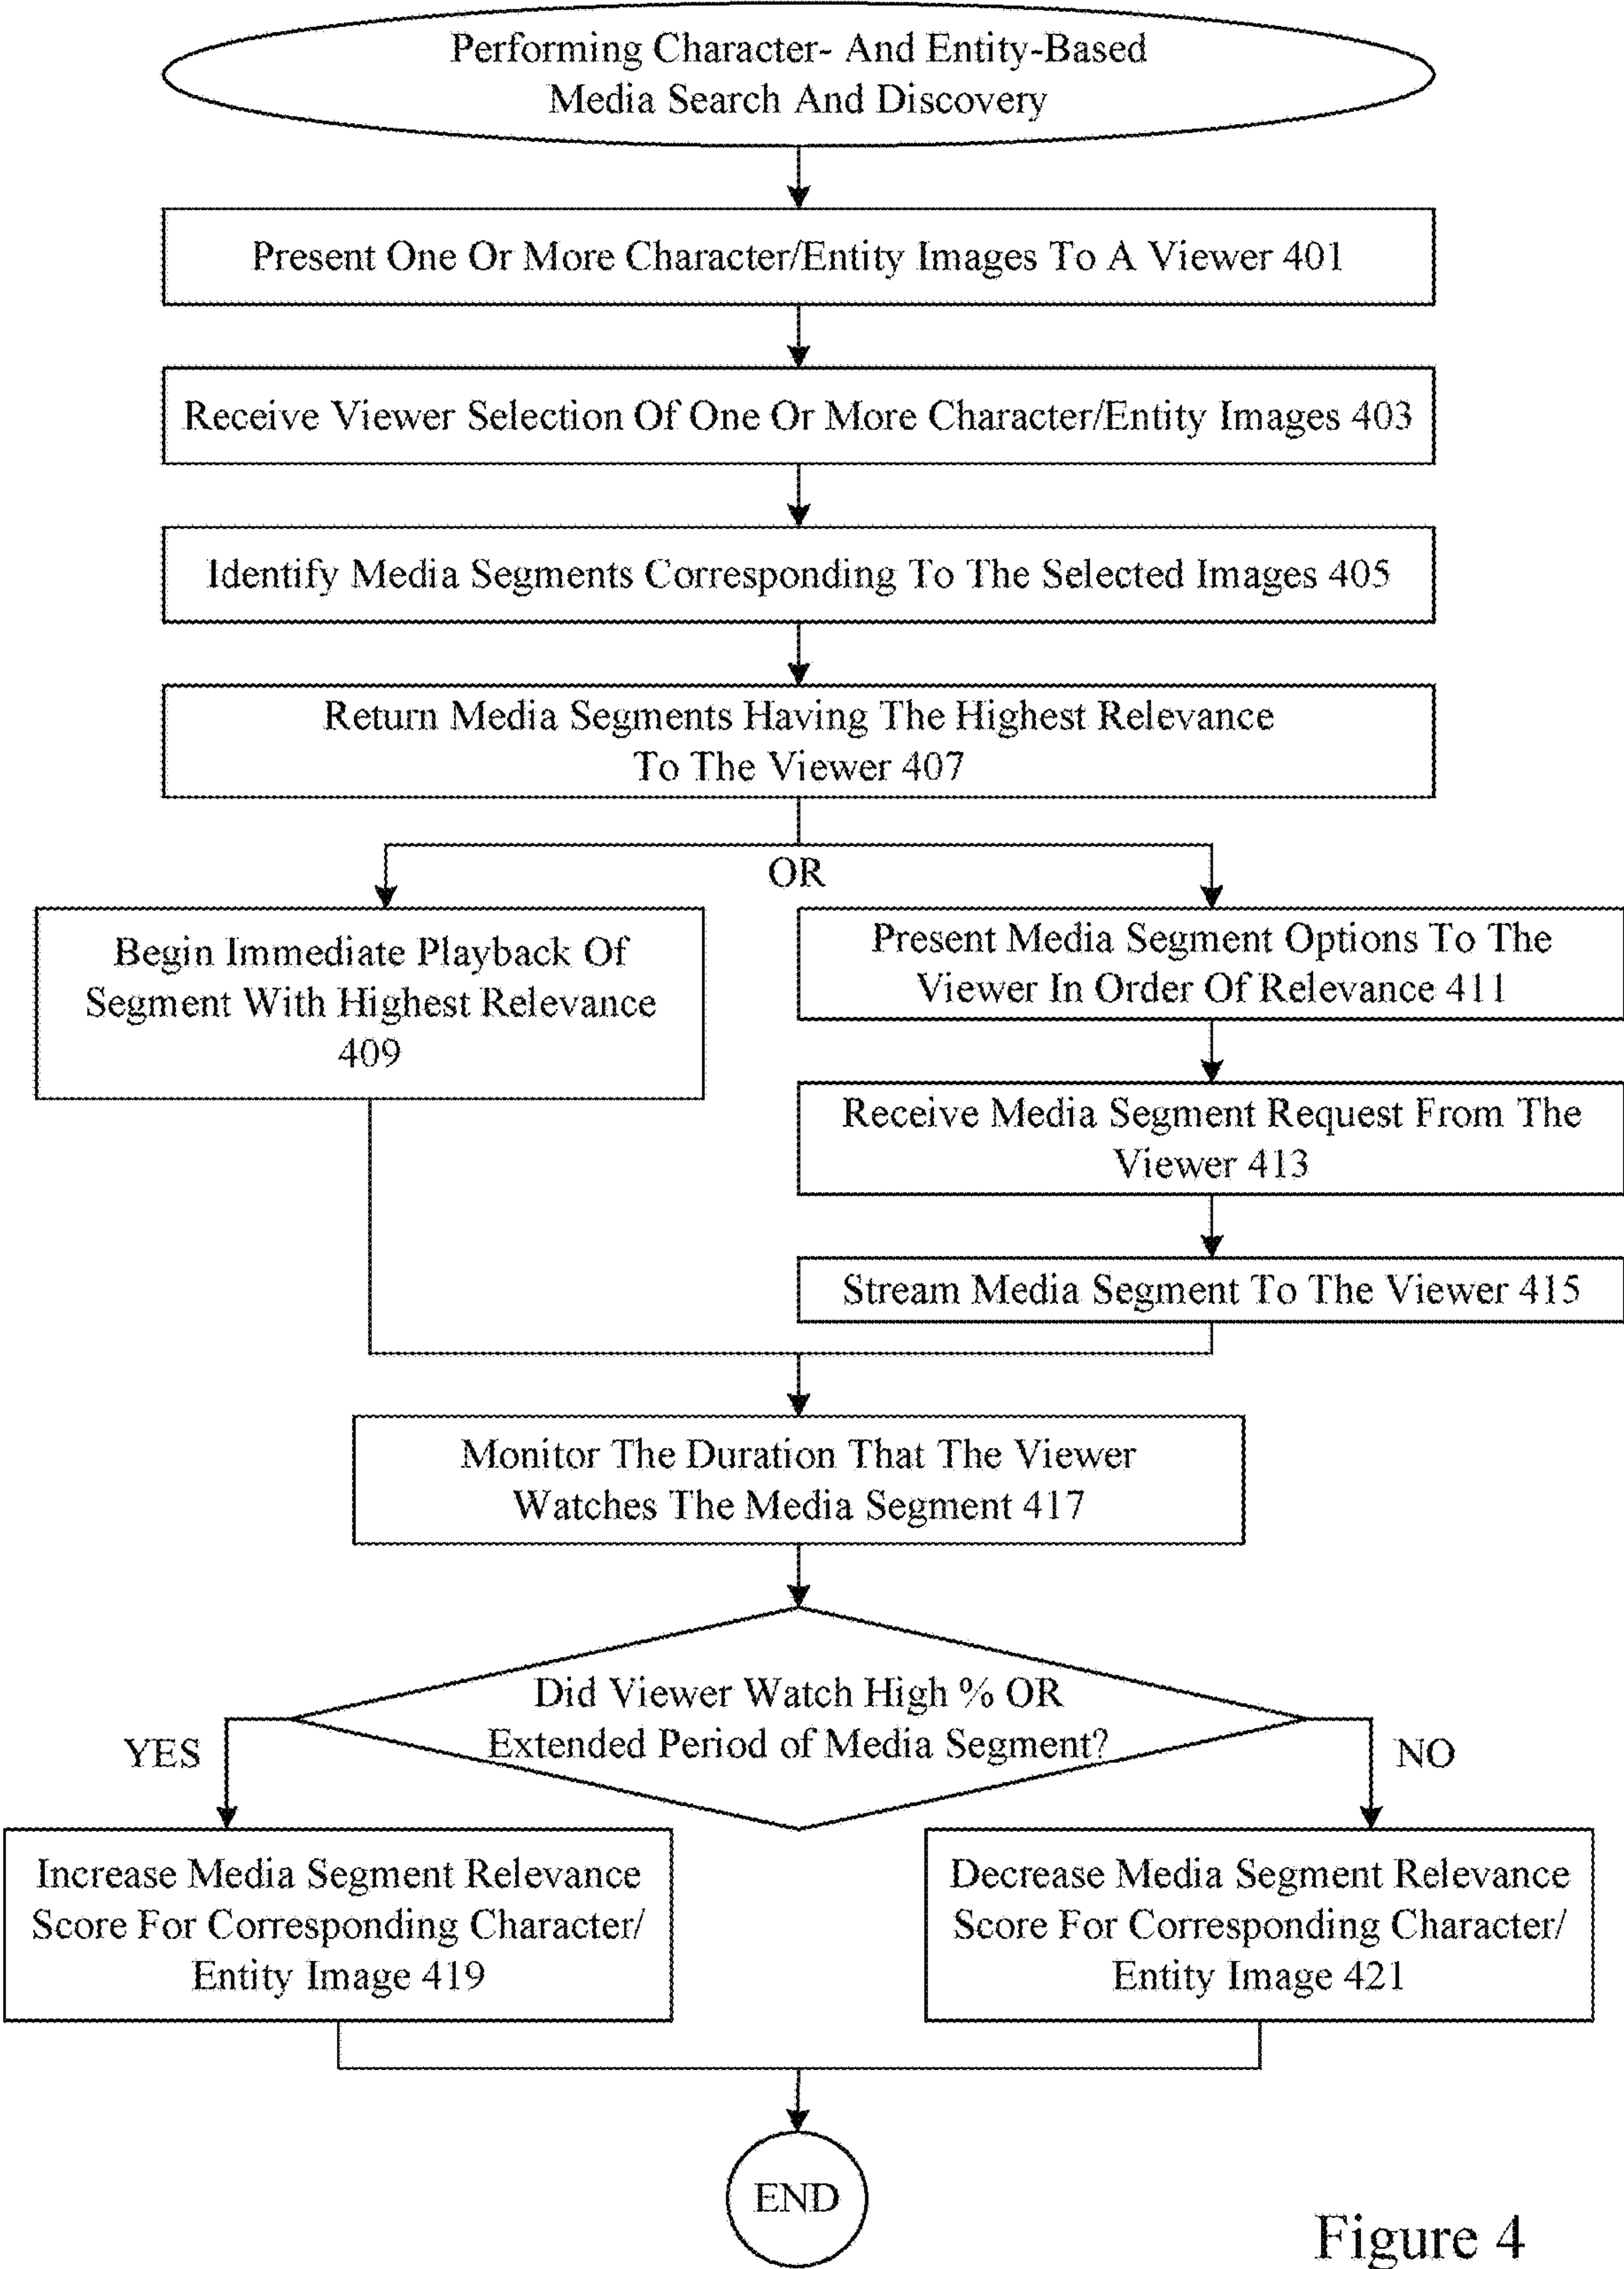 Performing Character- And Entity-Based
Media Search And Discovery
Present One Or More Character/Entity Images To A Viewer 401
Receive Viewer Selection Of One Or More Character/Entity Images 403
Identify Media Segments Corresponding To The Selected Images 405
Return Media Segments Having The Highest Relevance
To The Viewer 407
OR
Begin Immediate Playback Of
Segment With Highest Relevance
409
Present Media Segment Options To The
Viewer In Order Of Relevance 411
Receive Media Segment Request From The
Viewer 413
Stream Media Segment To The Viewer 415
Monitor The Duration That The Viewer
Watches The Media Segment 417
Did Viewer Watch High % OR
Extended Period of Media Segment?
YES
NO
Increase Media Segment Relevance
Score For Corresponding Character/
Entity Image 419
Decrease Media Segment Relevance
Score For Corresponding Character/
Entity Image 421
END
Figure 4